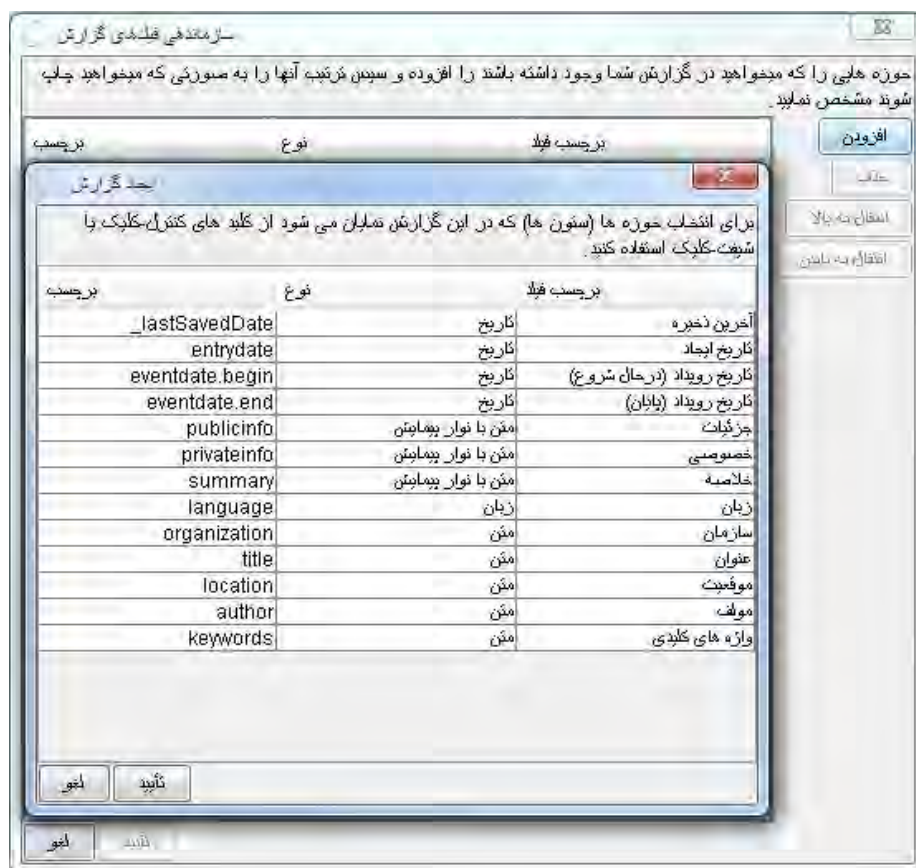 سازماندهی فیلدهای گزارش
حوزه هایی را که میخواهید در گزارش شما وجود داشته باشند را افزوده و سپس ترتیب آنها را به صورتی که میخواهید چاپ
شوند مشخص نمایید.
افزودن
حذف
انتقال به بالا
انتقال به پایین
برچسب فیلد نوع برچسب
ایجاد گزارش
برای انتخاب حوزه ها (ستون ها) که در این گزارش نمایان می شود از کلید های کنترل-کلیک یا
شیفت-کلیک استفاده کنید.
برچسب فیلد نوع برچسب
آخرین ذخیره تاریخ _lastSavedDate
تاریخ ایجاد تاریخ entrydate
تاریخ رویداد (درحال شروع) تاریخ eventdate.begin
تاریخ رویداد (پایان) تاریخ eventdate.end
جزئیات متن با نوار پیمایش publicinfo
خصوصی متن با نوار پیمایش privateinfo
خلاصه متن با نوار پیمایش summary
زبان زبان language
سازمان متن organization
عنوان متن title
موقعیت متن location
مولف متن author
واژه های کلیدی متن keywords
تأیید لغو
تأیید لغو